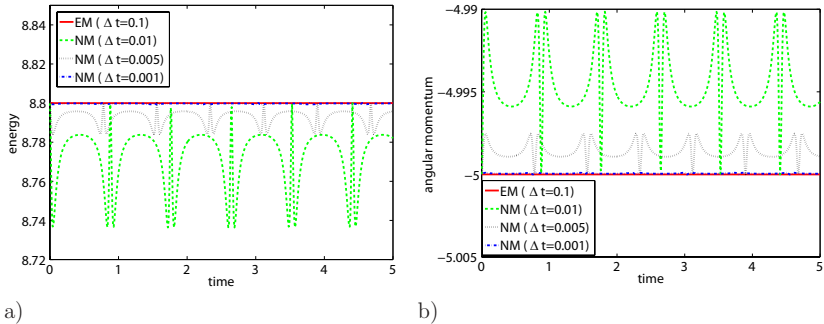 8.84
8.82
8.8
8.78
8.76
8.74
8.72
energy
EM ( Δ t=0.1)
NM ( Δ t=0.01)
NM ( Δ t=0.005)
NM ( Δ t=0.001)
0 1 2 3 4 5
time
a)
−4.99
−4.995
−5
−5.005
angular momentum
EM ( Δ t=0.1)
NM ( Δ t=0.01)
NM ( Δ t=0.005)
NM ( Δ t=0.001)
0 1 2 3 4 5
time
b)